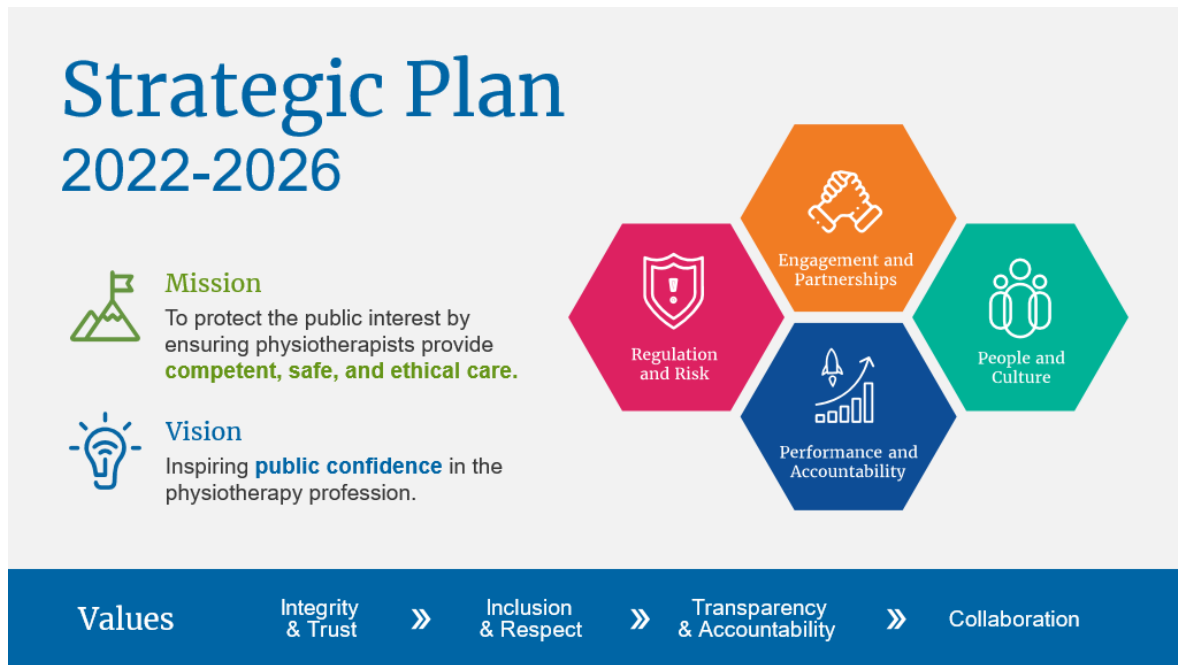 Strategic Plan
2022-2026
Mission
To protect the public interest by
ensuring physiotherapists provide
competent, safe, and ethical care.
Vision
Inspiring public confidence in the
physiotherapy profession.
Engagement and
Partnerships
Regulation
and Risk
People and
Culture
Performance and
Accountability
Values
Integrity
& Trust
»
Inclusion
& Respect
»
Transparency
& Accountability
»
Collaboration